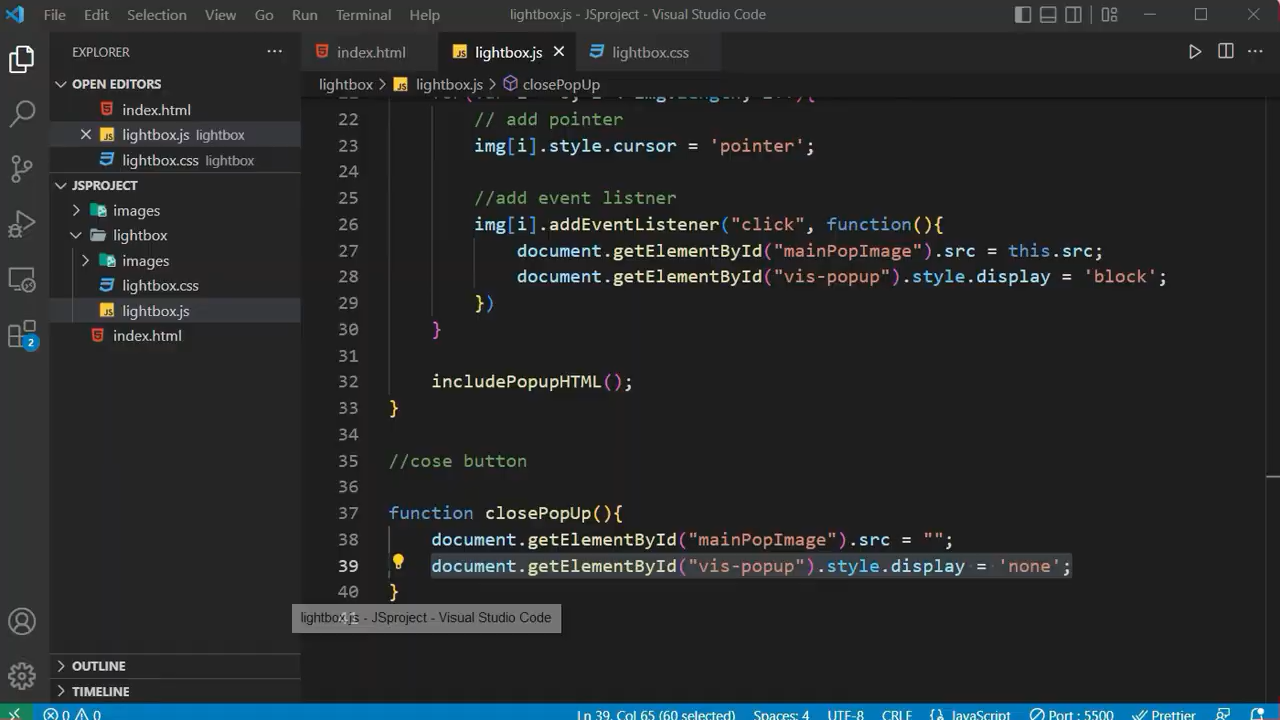 File Edit Selection View Go Run Terminal Help lightbox.js - JSproject - Visual Studio Code
EXPLORER
OPEN EDITORS
index.html
lightbox.js lightbox
lightbox.css lightbox
JSPROJECT
images
lightbox
images
lightbox.css
lightbox.js
index.html
OUTLINE
TIMELINE
2
index.html lightbox.js lightbox.css
lightbox > lightbox.js > closePopUp
22 // add pointer
23 img[i].style.cursor = 'pointer';
24
25 //add event listner
26 img[i].addEventListener("click", function(){
27 document.getElementById("mainPopImage").src = this.src;
28 document.getElementById("vis-popup").style.display = 'block';
29 })
30 }
31
32 includePopupHTML();
33 }
34
35 //cose button
36
37 function closePopUp(){
38 document.getElementById("mainPopImage").src = "";
39 document.getElementById("vis-popup").style.display = 'none';
40 }
41
lightbox.js - JSproject - Visual Studio Code
0 0 Ln 39, Col 65 (60 selected) Spaces: 4 UTF-8 CRLF {} JavaScript Port : 5500 Prettier